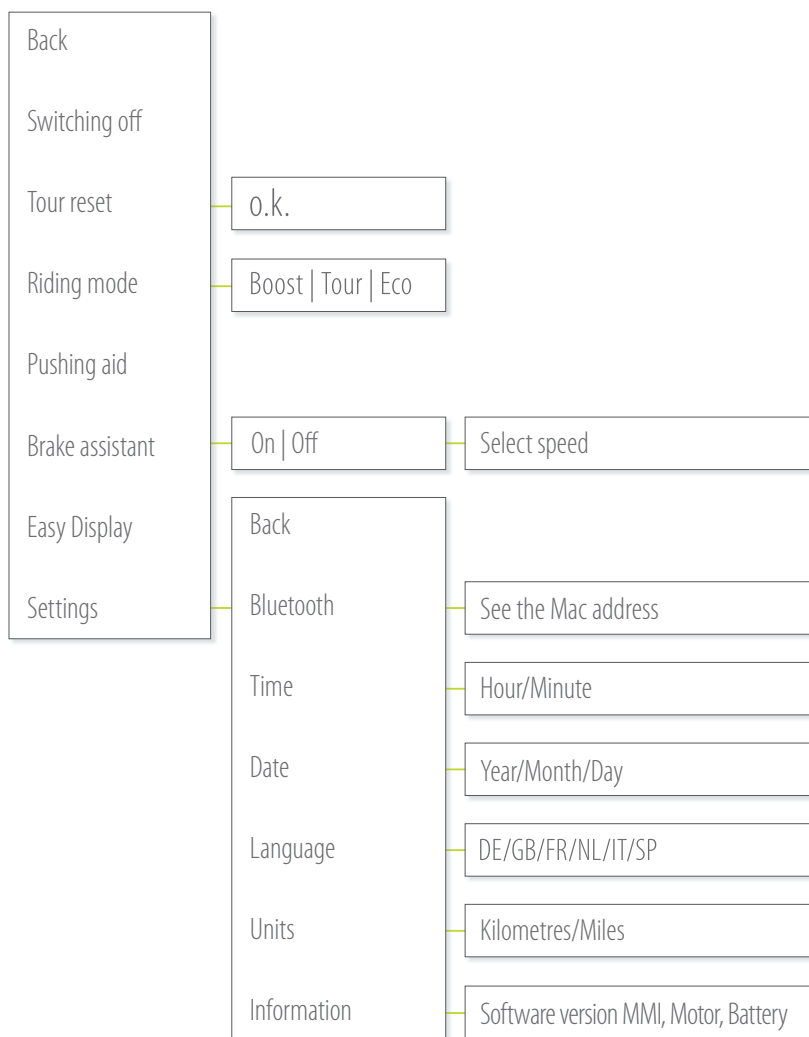 Back
Switching off
Tour reset
o.k.
Riding mode
Boost | Tour | Eco
Pushing aid
Brake assistant
On | Off
Select speed
Easy Display
Settings
Back
Bluetooth
See the Mac address
Time
Hour/Minute
Date
Year/Month/Day
Language
DE/GB/FR/NL/IT/SP
Units
Kilometres/Miles
Information
Software version MMI, Motor, Battery